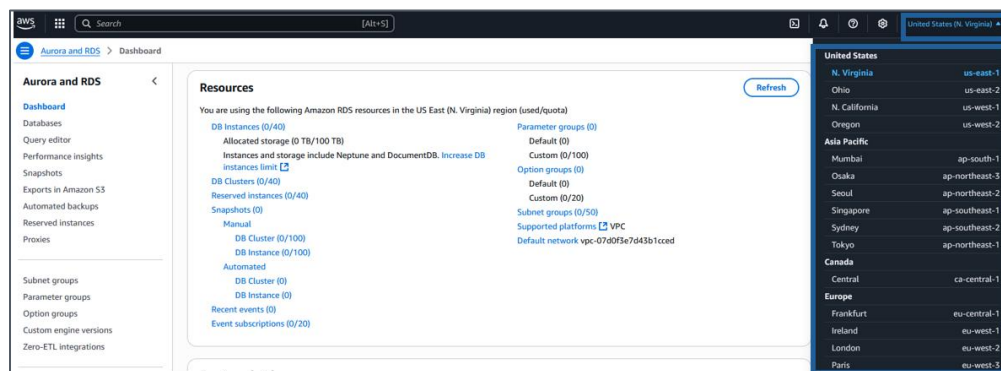 aws
Search
[Alt+S]
United States (N. Virginia)
Aurora and RDS > Dashboard
Aurora and RDS
Dashboard
Databases
Query editor
Performance insights
Snapshots
Exports in Amazon S3
Automated backups
Reserved instances
Proxies
Subnet groups
Parameter groups
Option groups
Custom engine versions
Zero-ETL integrations
Resources
Refresh
You are using the following Amazon RDS resources in the US East (N. Virginia) region (used/quota)
DB Instances (0/40)
Allocated storage (0 TB/100 TB)
Instances and storage include Neptune and DocumentDB. Increase DB
instances limit
DB Clusters (0/40)
Reserved instances (0/40)
Snapshots (0)
Manual
DB Cluster (0/100)
DB Instance (0/100)
Automated
DB Cluster (0)
DB Instance (0)
Recent events (0)
Event subscriptions (0/20)
Parameter groups (0)
Default (0)
Custom (0/100)
Option groups (0)
Default (0)
Custom (0/20)
Subnet groups (0/50)
Supported platforms VPC
Default network vpc-07d0f3e7d43b1cced
United States
N. Virginia us-east-1
Ohio us-east-2
N. California us-west-1
Oregon us-west-2
Asia Pacific
Mumbai ap-south-1
Osaka ap-northeast-3
Seoul ap-northeast-2
Singapore ap-southeast-1
Sydney ap-southeast-2
Tokyo ap-northeast-1
Canada
Central ca-central-1
Europe
Frankfurt eu-central-1
Ireland eu-west-1
London eu-west-2
Paris eu-west-3